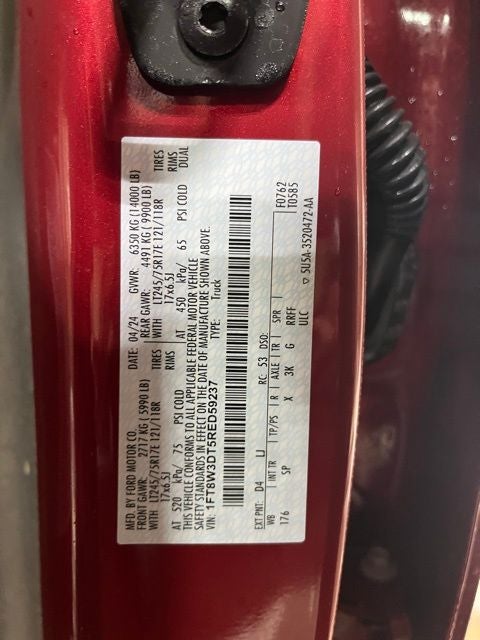 MFD. BY FORD MOTOR CO.
DATE: 04/24 GVWR: 6350 KG (14000 LB)
FRONT GAWR: 2717 KG ( 5990 LB) REAR GAWR: 4491 KG ( 9900 LB)
WITH LT245/75R17E 121/118R TIRES WITH LT245/75R17E 121/118R TIRES
17x6.5J RIMS 17x6.5J RIMS
AT 520 kPa/ 75 PSI COLD AT 450 kPa/ 65 PSI COLD DUAL
THIS VEHICLE CONFORMS TO ALL APPLICABLE FEDERAL MOTOR VEHICLE
SAFETY STANDARDS IN EFFECT ON THE DATE OF MANUFACTURE SHOWN ABOVE.
VIN: 1FT8W3DT5RED59237 TYPE: Truck
F0762
T0585
EXT PNT: D4 LJ RC: 53 DSO:
WB INT TR TP/PS R AXLE TR SPR
176 SP X 3K G RRFF
ULC
5U5A-3520472-AA